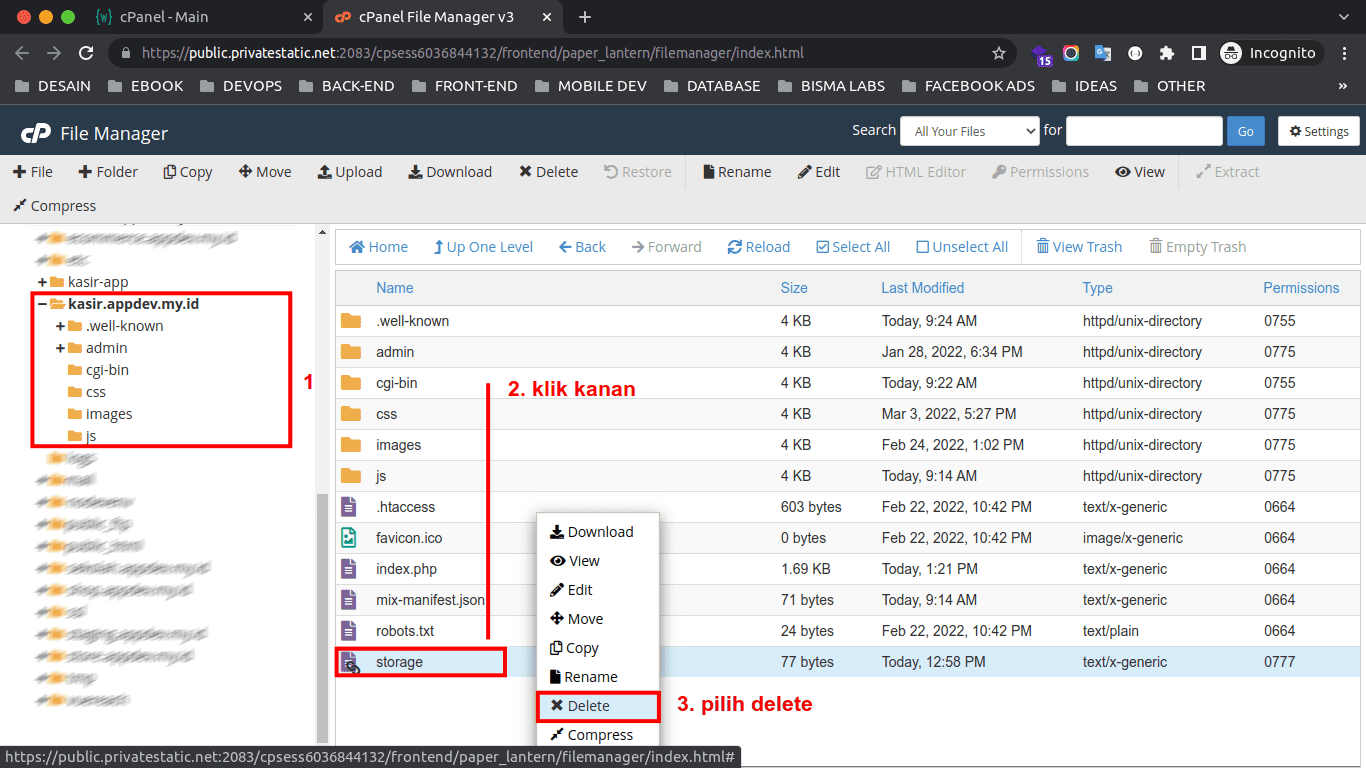 cPanel - Main
cPanel File Manager v3
https://public.privatestatic.net:2083/cpsess6036844132/frontend/paper_lantern/filemanager/index.html
15
Incognito
DESAIN
EBOOK
DEVOPS
BACK-END
FRONT-END
MOBILE DEV
DATABASE
BISMA LABS
FACEBOOK ADS
IDEAS
OTHER
»
cP File Manager
Search All Your Files for Go Settings
File Folder Copy Move Upload Download Delete Restore Rename Edit HTML Editor Permissions View Extract
Compress
kasir-app
kasir.appdev.my.id
.well-known
admin
cgi-bin
css
images
js
1
Home Up One Level Back Forward Reload Select All Unselect All View Trash Empty Trash
Name Size Last Modified Type Permissions
.well-known 4 KB Today, 9:24 AM httpd/unix-directory 0755
admin 4 KB Jan 28, 2022, 6:34 PM httpd/unix-directory 0775
cgi-bin 4 KB Today, 9:22 AM httpd/unix-directory 0755
2. klik kanan
css 4 KB Mar 3, 2022, 5:27 PM httpd/unix-directory 0775
images 4 KB Feb 24, 2022, 1:02 PM httpd/unix-directory 0775
js 4 KB Today, 9:14 AM httpd/unix-directory 0775
.htaccess 603 bytes Feb 22, 2022, 10:42 PM text/x-generic 0664
favicon.ico 0 bytes Feb 22, 2022, 10:42 PM image/x-generic 0664
index.php 1.69 KB Today, 1:21 PM text/x-generic 0664
mix-manifest.json 71 bytes Today, 9:14 AM text/x-generic 0664
robots.txt 24 bytes Feb 22, 2022, 10:42 PM text/plain 0664
storage 77 bytes Today, 12:58 PM text/x-generic 0777
Download
View
Edit
Move
Copy
Rename
Delete
Compress
3. pilih delete
https://public.privatestatic.net:2083/cpsess6036844132/frontend/paper_lantern/filemanager/index.html#